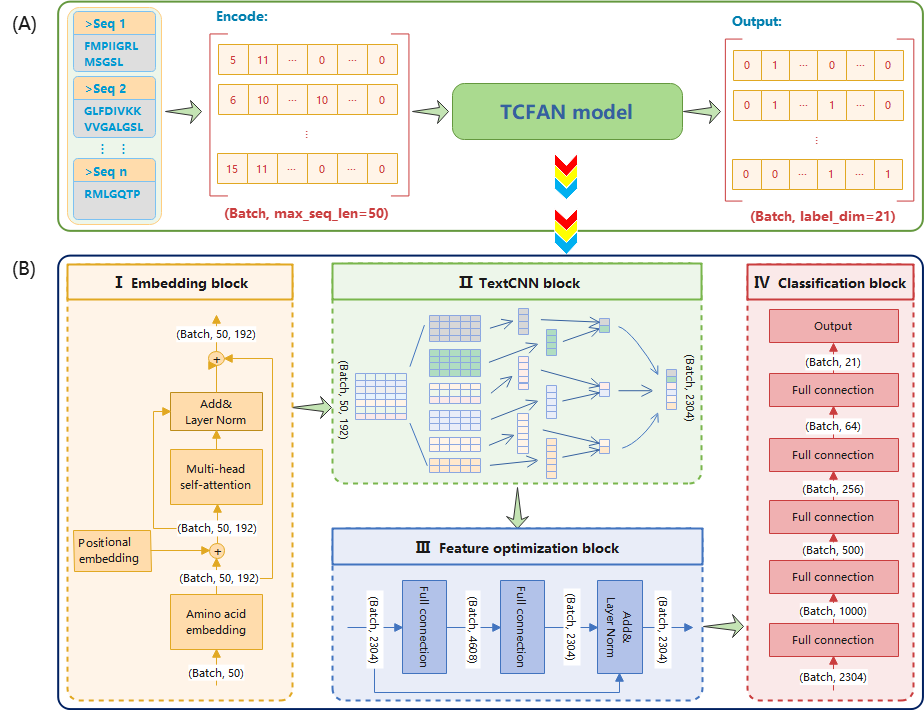 (A)
>Seq 1
FMPIIGRL
MSGSL
>Seq 2
GLFDIVKK
VVGALGSL
⋮ ⋮
>Seq n
RMLGQTP
Encode:
5 11 ··· 0 ··· 0
6 10 ··· 10 ··· 0
⋮
15 11 ··· 0 ··· 0
(Batch, max_seq_len=50)
TCFAN model
Output:
0 1 ··· 0 ··· 0
0 1 ··· 1 ··· 0
⋮
0 0 ··· 1 ··· 1
(Batch, label_dim=21)
(B)
Ⅰ Embedding block
(Batch, 50, 192)
+
Add&
Layer Norm
Multi-head
self-attention
(Batch, 50, 192)
Positional
embedding
+
(Batch, 50, 192)
Amino acid
embedding
(Batch, 50)
Ⅱ TextCNN block
(Batch, 50, 192)
(Batch, 2304)
Ⅲ Feature optimization block
(Batch, 2304)
Full connection
(Batch, 4608)
Full connection
(Batch, 2304)
Add&
Layer Norm
(Batch, 2304)
Ⅳ Classification block
Output
(Batch, 21)
Full connection
(Batch, 64)
Full connection
(Batch, 256)
Full connection
(Batch, 500)
Full connection
(Batch, 1000)
Full connection
(Batch, 2304)